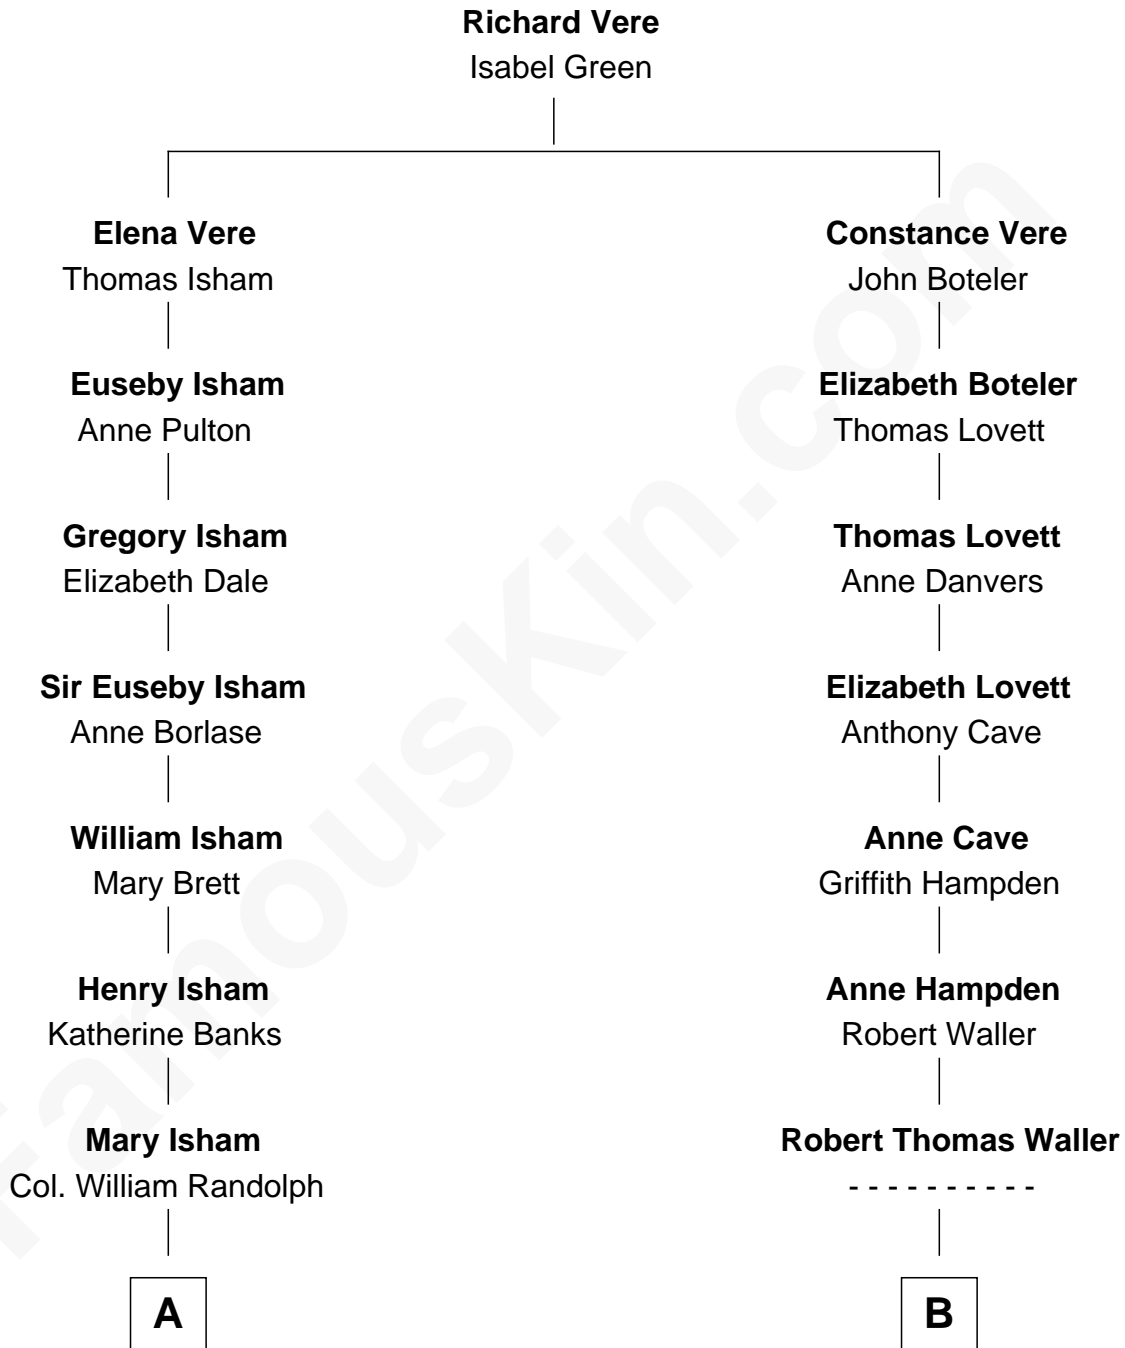 Richard Vere
Isabel Green
Elena Vere
Thomas Isham
Constance Vere
John Boteler
Euseby Isham
Anne Pulton
Elizabeth Boteler
Thomas Lovett
Gregory Isham
Elizabeth Dale
Thomas Lovett
Anne Danvers
Sir Euseby Isham
Anne Borlase
Elizabeth Lovett
Anthony Cave
William Isham
Mary Brett
Anne Cave
Griffith Hampden
Henry Isham
Katherine Banks
Anne Hampden
Robert Waller
Mary Isham
Col. William Randolph
Robert Thomas Waller
- - - - - - - - - -
A
B
FamousKin.com